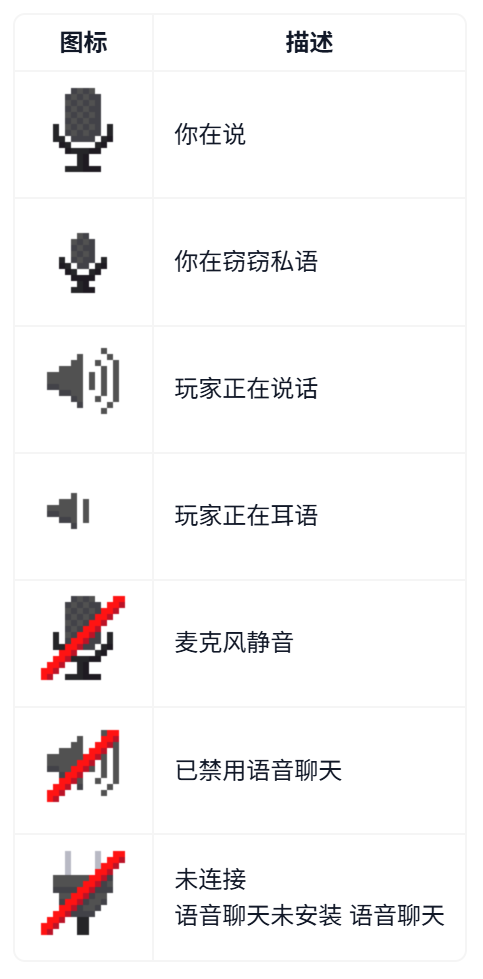 图标 描述
你在说
你在窃窃私语
玩家正在说话
玩家正在耳语
麦克风静音
已禁用语音聊天
未连接
语音聊天未安装 语音聊天